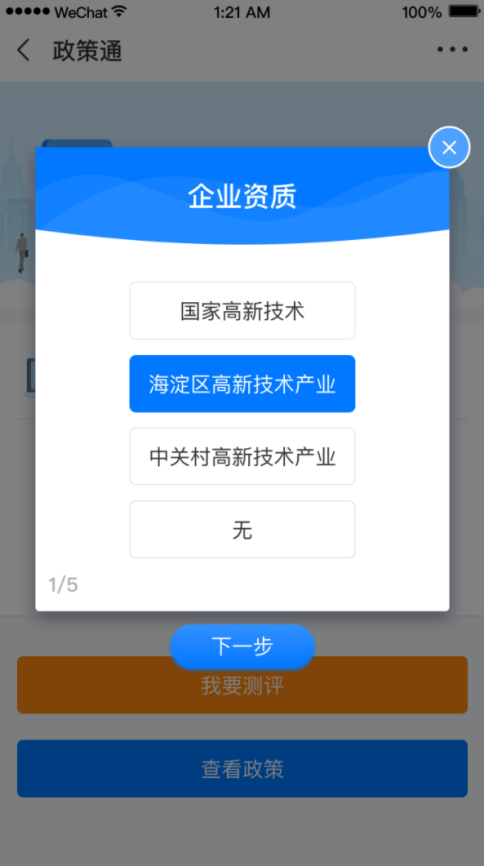 WeChat 1:21 AM 100%
政策通
企业资质
国家高新技术
海淀区高新技术产业
中关村高新技术产业
无
1/5
下一步
我要测评
查看政策